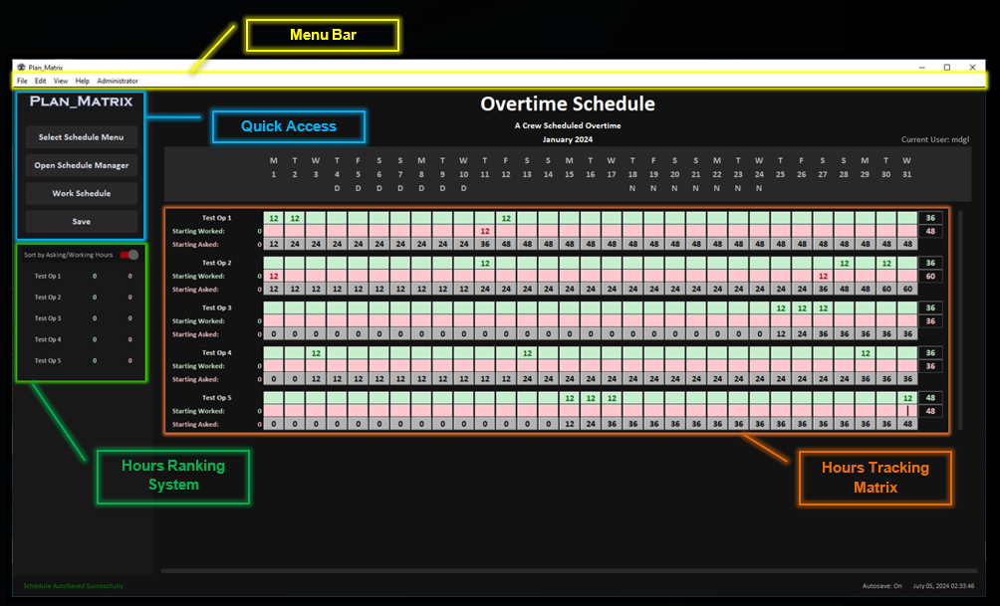 Menu Bar
Plan_Matrix
File Edit View Help Administrator
PLAN_MATRIX
Select Schedule Menu
Open Schedule Manager
Work Schedule
Save
Quick Access
Sort by Asking/Working Hours
Test Op 1 0 0
Test Op 2 0 0
Test Op 3 0 0
Test Op 4 0 0
Test Op 5 0 0
Hours Ranking
System
Overtime Schedule
A Crew Scheduled Overtime
January 2024
Current User: mdgl
M T W T F S S M T W T F S S M T W T F S S M T W T F S S M T W
1 2 3 4 5 6 7 8 9 10 11 12 13 14 15 16 17 18 19 20 21 22 23 24 25 26 27 28 29 30 31
D D D D D D D N N N N N N N
Test Op 1 12 12 12 36
Starting Worked: 0 12 48
Starting Asked: 0 12 24 24 24 24 24 24 24 24 24 36 48 48 48 48 48 48 48 48 48 48 48 48 48 48 48 48 48 48 48 48
Test Op 2 12 12 12 36
Starting Worked: 0 12 12 60
Starting Asked: 0 12 12 12 12 12 12 12 12 12 12 24 24 24 24 24 24 24 24 24 24 24 24 24 24 24 24 36 48 48 60 60
Test Op 3 12 12 12 36
Starting Worked: 0 36
Starting Asked: 0 0 0 0 0 0 0 0 0 0 0 0 0 0 0 0 0 0 0 0 0 0 0 0 0 12 24 36 36 36 36 36
Test Op 4 12 12 12 36
Starting Worked: 0 36
Starting Asked: 0 0 0 12 12 12 12 12 12 12 12 12 12 24 24 24 24 24 24 24 24 24 24 24 24 24 24 24 24 36 36 36
Test Op 5 12 12 12 12 48
Starting Worked: 0 48
Starting Asked: 0 0 0 0 0 0 0 0 0 0 0 0 0 0 0 12 24 36 36 36 36 36 36 36 36 36 36 36 36 36 36 48
Hours Tracking
Matrix
Schedule AutoSaved Successfully
Autosave: On July 05, 2024 02:33:46